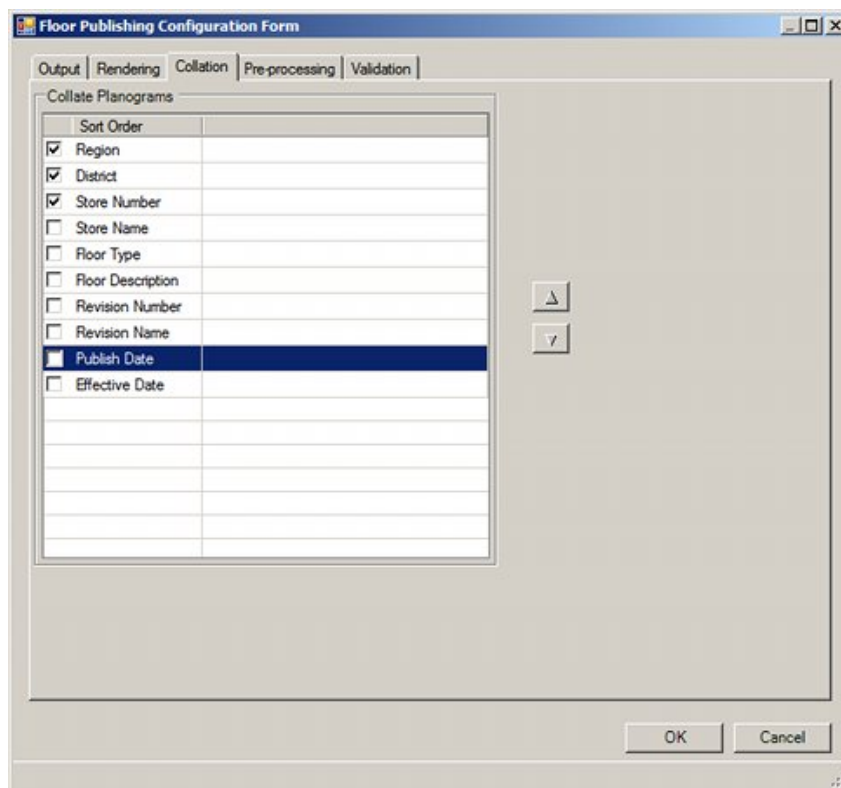 Floor Publishing Configuration Form
Output Rendering Collation Pre-processing Validation
Collate Planograms
Sort Order
Region
District
Store Number
Store Name
Floor Type
Floor Description
Revision Number
Revision Name
Publish Date
Effective Date
OK Cancel